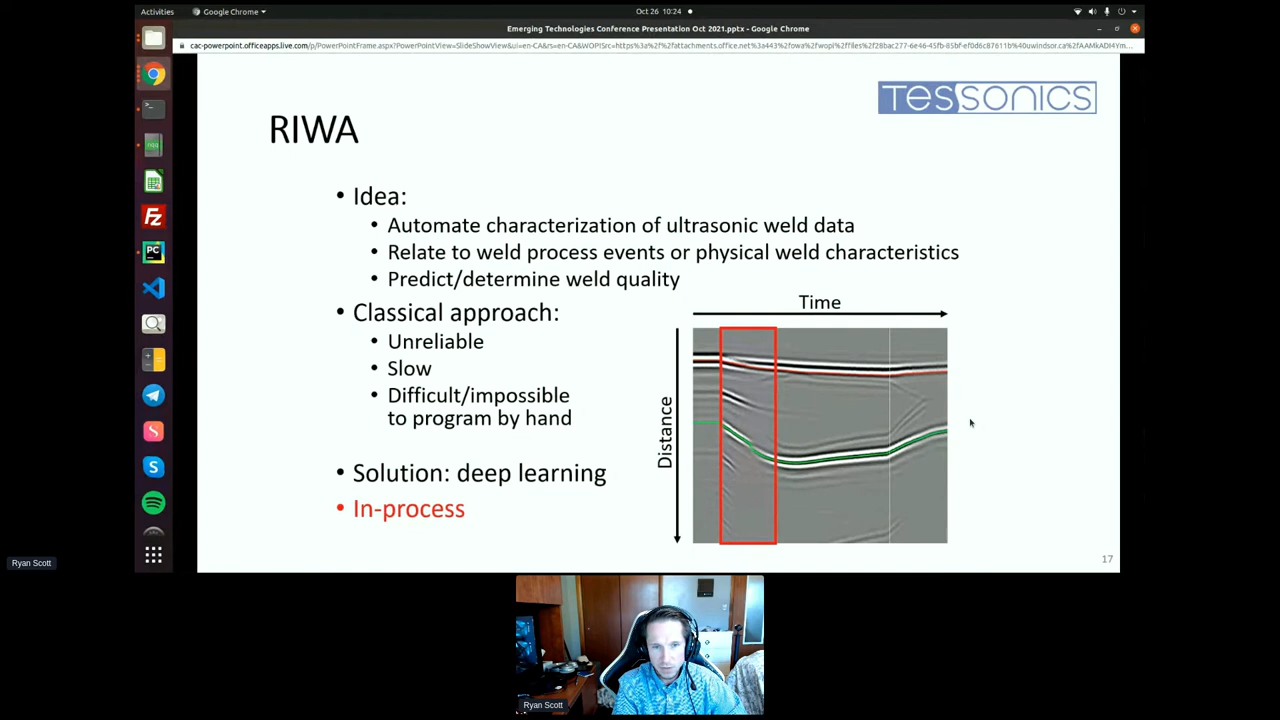 Activities
Google Chrome
Oct 26 10:24
Emerging Technologies Conference Presentation Oct 2021.pptx - Google Chrome
TESSONICS
RIWA
• Idea:
• Automate characterization of ultrasonic weld data
• Relate to weld process events or physical weld characteristics
• Predict/determine weld quality
• Classical approach:
• Unreliable
• Slow
• Difficult/impossible
to program by hand
• Solution: deep learning
• In-process
Time
Distance
17
Ryan Scott
Ryan Scott